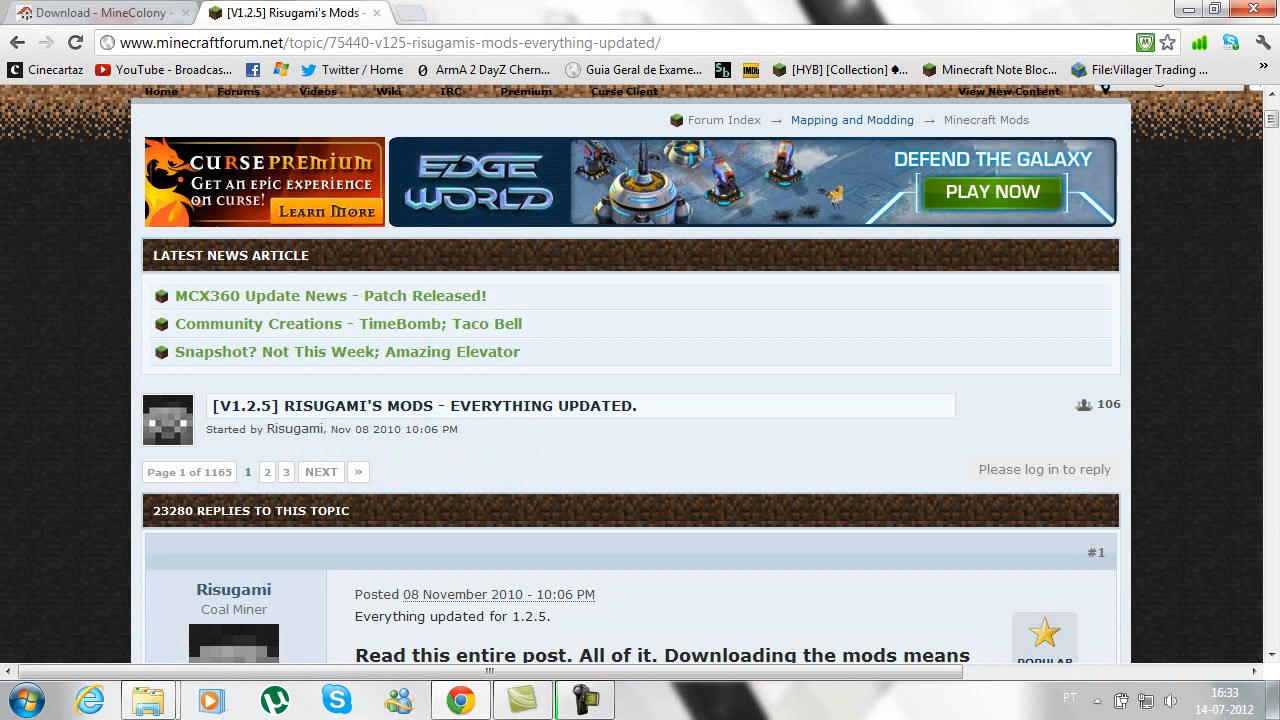 Download - MineColony -
[V1.2.5] Risugami's Mods -
www.minecraftforum.net/topic/75440-v125-risugamis-mods-everything-updated/
Cinecartaz
YouTube - Broadcas...
Twitter / Home
ArmA 2 DayZ Chern...
Guia Geral de Exame...
Sb
IMDb
[HYB] [Collection] ♠...
Minecraft Note Bloc...
File:Villager Trading ...
»
Home
Forums
Videos
Wiki
IRC
Premium
Curse Client
View New Content
Forum Index → Mapping and Modding → Minecraft Mods
CURSE PREMIUM
GET AN EPIC EXPERIENCE
ON CURSE!
LEARN MORE
EDGE
WORLD
DEFEND THE GALAXY
PLAY NOW
LATEST NEWS ARTICLE
MCX360 Update News - Patch Released!
Community Creations - TimeBomb; Taco Bell
Snapshot? Not This Week; Amazing Elevator
[V1.2.5] RISUGAMI'S MODS - EVERYTHING UPDATED.
106
Started by Risugami, Nov 08 2010 10:06 PM
Page 1 of 1165 1 2 3 NEXT »
Please log in to reply
23280 REPLIES TO THIS TOPIC
#1
Risugami
Coal Miner
Posted 08 November 2010 - 10:06 PM
Everything updated for 1.2.5.
Read this entire post. All of it. Downloading the mods means
POPULAR
PT
16:33
14-07-2012